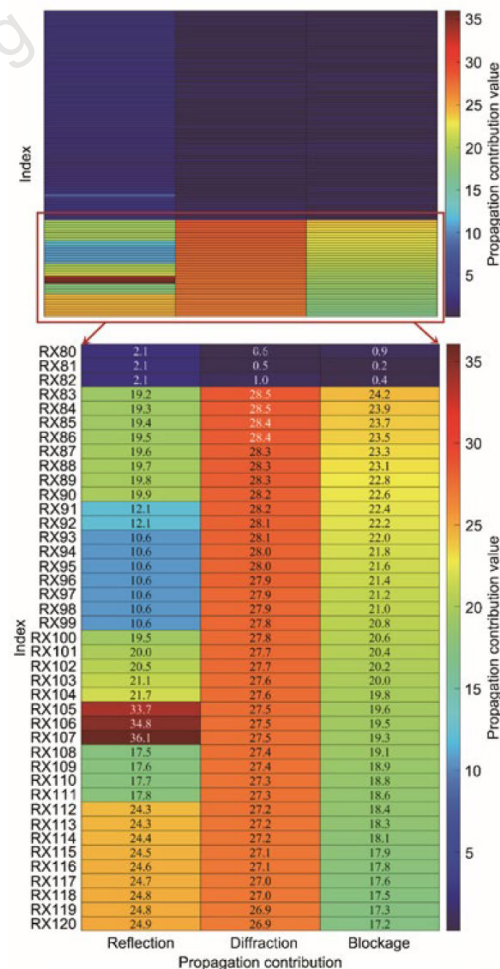 35
30
25
20
15
10
5
Propagation contribution value
Index
RX80 2.1 0.6 0.9
RX81 2.1 0.5 0.2
RX82 2.1 1.0 0.4
RX83 19.2 28.5 24.2
RX84 19.3 28.5 23.9
RX85 19.4 28.4 23.7
RX86 19.5 28.4 23.5
RX87 19.6 28.3 23.3
RX88 19.7 28.3 23.1
RX89 19.8 28.3 22.8
RX90 19.9 28.2 22.6
RX91 12.1 28.2 22.4
RX92 12.1 28.1 22.2
RX93 10.6 28.1 22.0
RX94 10.6 28.0 21.8
RX95 10.6 28.0 21.6
RX96 10.6 27.9 21.4
RX97 10.6 27.9 21.2
RX98 10.6 27.9 21.0
RX99 10.6 27.8 20.8
RX100 19.5 27.8 20.6
RX101 20.0 27.7 20.4
RX102 20.5 27.7 20.2
RX103 21.1 27.6 20.0
RX104 21.7 27.6 19.8
RX105 33.7 27.5 19.6
RX106 34.8 27.5 19.5
RX107 36.1 27.5 19.3
RX108 17.5 27.4 19.1
RX109 17.6 27.4 18.9
RX110 17.7 27.3 18.8
RX111 17.8 27.3 18.6
RX112 24.3 27.2 18.4
RX113 24.3 27.2 18.3
RX114 24.4 27.2 18.1
RX115 24.5 27.1 17.9
RX116 24.6 27.1 17.8
RX117 24.7 27.0 17.6
RX118 24.8 27.0 17.5
RX119 24.8 26.9 17.3
RX120 24.9 26.9 17.2
Index
35
30
25
20
15
10
5
Propagation contribution value
Reflection Diffraction Blockage
Propagation contribution